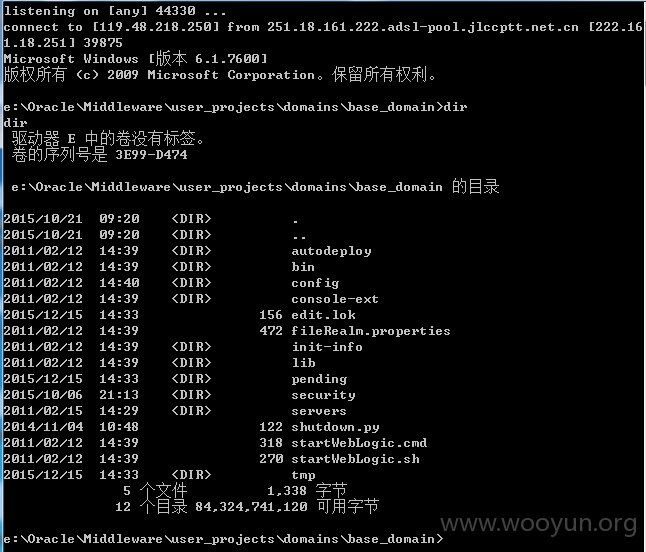 listening on [any] 44330 ...
connect to [119.48.218.250] from 251.18.161.222.adsl-pool.jlccptt.net.cn [222.16
1.18.251] 39875
Microsoft Windows [版本 6.1.7600]
版权所有 (c) 2009 Microsoft Corporation。保留所有权利。
e:\Oracle\Middleware\user_projects\domains\base_domain>dir
dir
驱动器 E 中的卷没有标签。
卷的序列号是 3E99-D474
e:\Oracle\Middleware\user_projects\domains\base_domain 的目录
2015/10/21  09:20    <DIR>          .
2015/10/21  09:20    <DIR>          ..
2011/02/12  14:39    <DIR>          autodeploy
2011/02/12  14:39    <DIR>          bin
2011/02/12  14:40    <DIR>          config
2011/02/12  14:39    <DIR>          console-ext
2015/12/15  14:33               156 edit.lok
2011/02/12  14:39               472 fileRealm.properties
2011/02/12  14:39    <DIR>          init-info
2011/02/12  14:39    <DIR>          lib
2015/12/15  14:33    <DIR>          pending
2015/10/06  21:13    <DIR>          security
2011/02/15  14:29    <DIR>          servers
2014/11/04  10:48               122 shutdown.py
2011/02/12  14:39               318 startWebLogic.cmd
2011/02/12  14:39               270 startWebLogic.sh
2015/12/15  14:33    <DIR>          tmp
5 个文件          1,338 字节
12 个目录 84,324,741,120 可用字节
www.wooyun.org
e:\Oracle\Middleware\user_projects\domains\base_domain>